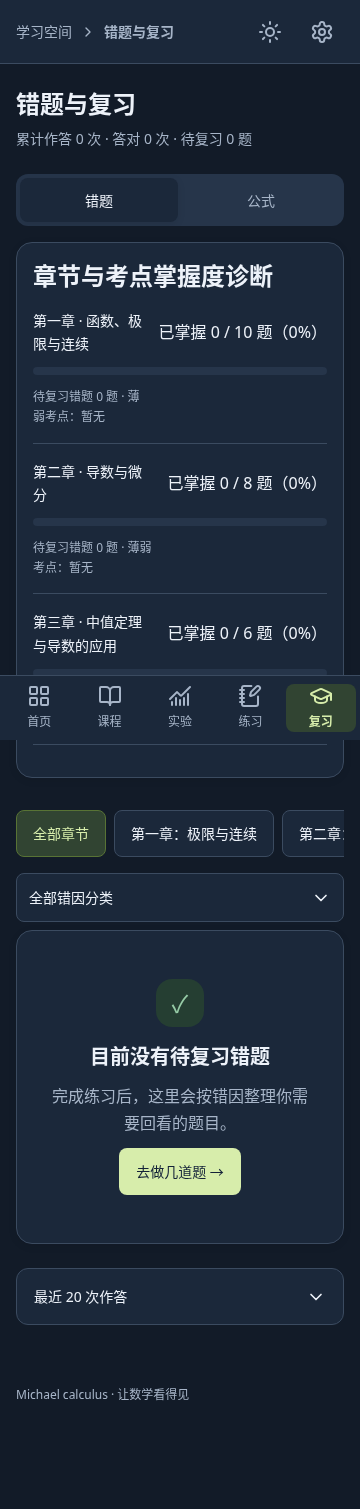 学习空间 > 错题与复习
错题与复习
累计作答 0 次 · 答对 0 次 · 待复习 0 题
错题 公式
章节与考点掌握度诊断
第一章 · 函数、极
限与连续
已掌握 0 / 10 题（0%）
待复习错题 0 题 · 薄
弱考点：暂无
第二章 · 导数与微
分
已掌握 0 / 8 题（0%）
待复习错题 0 题 · 薄弱
考点：暂无
第三章 · 中值定理
与导数的应用
已掌握 0 / 6 题（0%）
首页 课程 实验 练习 复习
全部章节 第一章：极限与连续 第二章
全部错因分类
目前没有待复习错题
完成练习后，这里会按错因整理你需
要回看的题目。
去做几道题 →
最近 20 次作答
Michael calculus · 让数学看得见